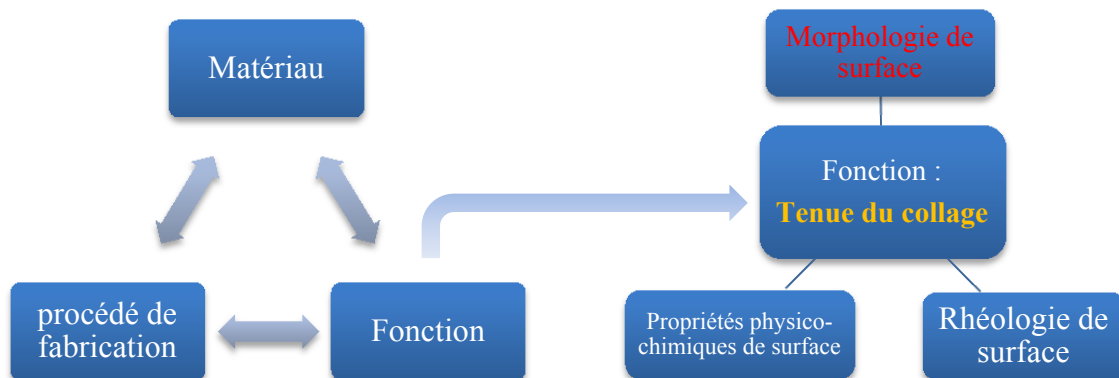 Matériau
procédé de
fabrication
Fonction
Morphologie de
surface
Fonction :
Tenue du collage
Propriétés physico-
chimiques de surface
Rhéologie de
surface